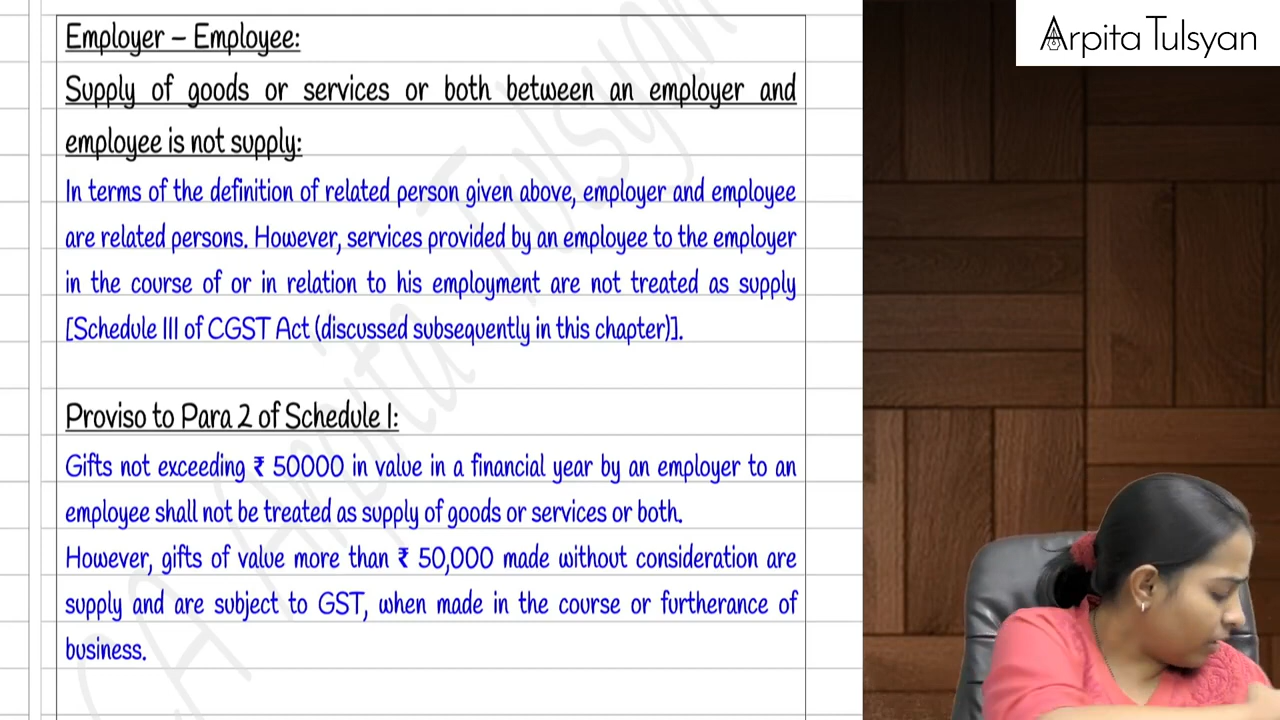 Arpita Tulsyan
Employer – Employee:
Supply of goods or services or both between an employer and
employee is not supply:
In terms of the definition of related person given above, employer and employee
are related persons. However, services provided by an employee to the employer
in the course of or in relation to his employment are not treated as supply
[Schedule III of CGST Act (discussed subsequently in this chapter)].
Proviso to Para 2 of Schedule I:
Gifts not exceeding ₹ 50000 in value in a financial year by an employer to an
employee shall not be treated as supply of goods or services or both.
However, gifts of value more than ₹ 50,000 made without consideration are
supply and are subject to GST, when made in the course or furtherance of
business.
CA Arpita Tulsyan